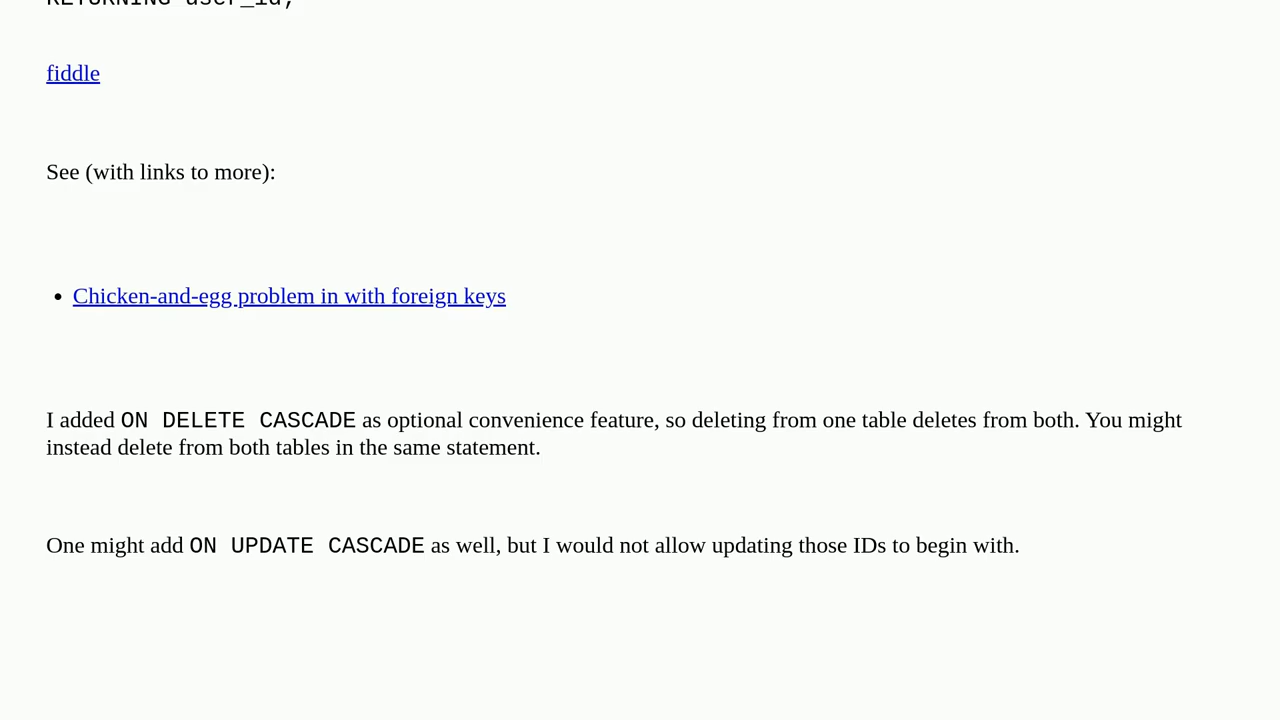 RETURNING user_id;
fiddle
See (with links to more):
Chicken-and-egg problem in with foreign keys
I added ON DELETE CASCADE as optional convenience feature, so deleting from one table deletes from both. You might
instead delete from both tables in the same statement.
One might add ON UPDATE CASCADE as well, but I would not allow updating those IDs to begin with.